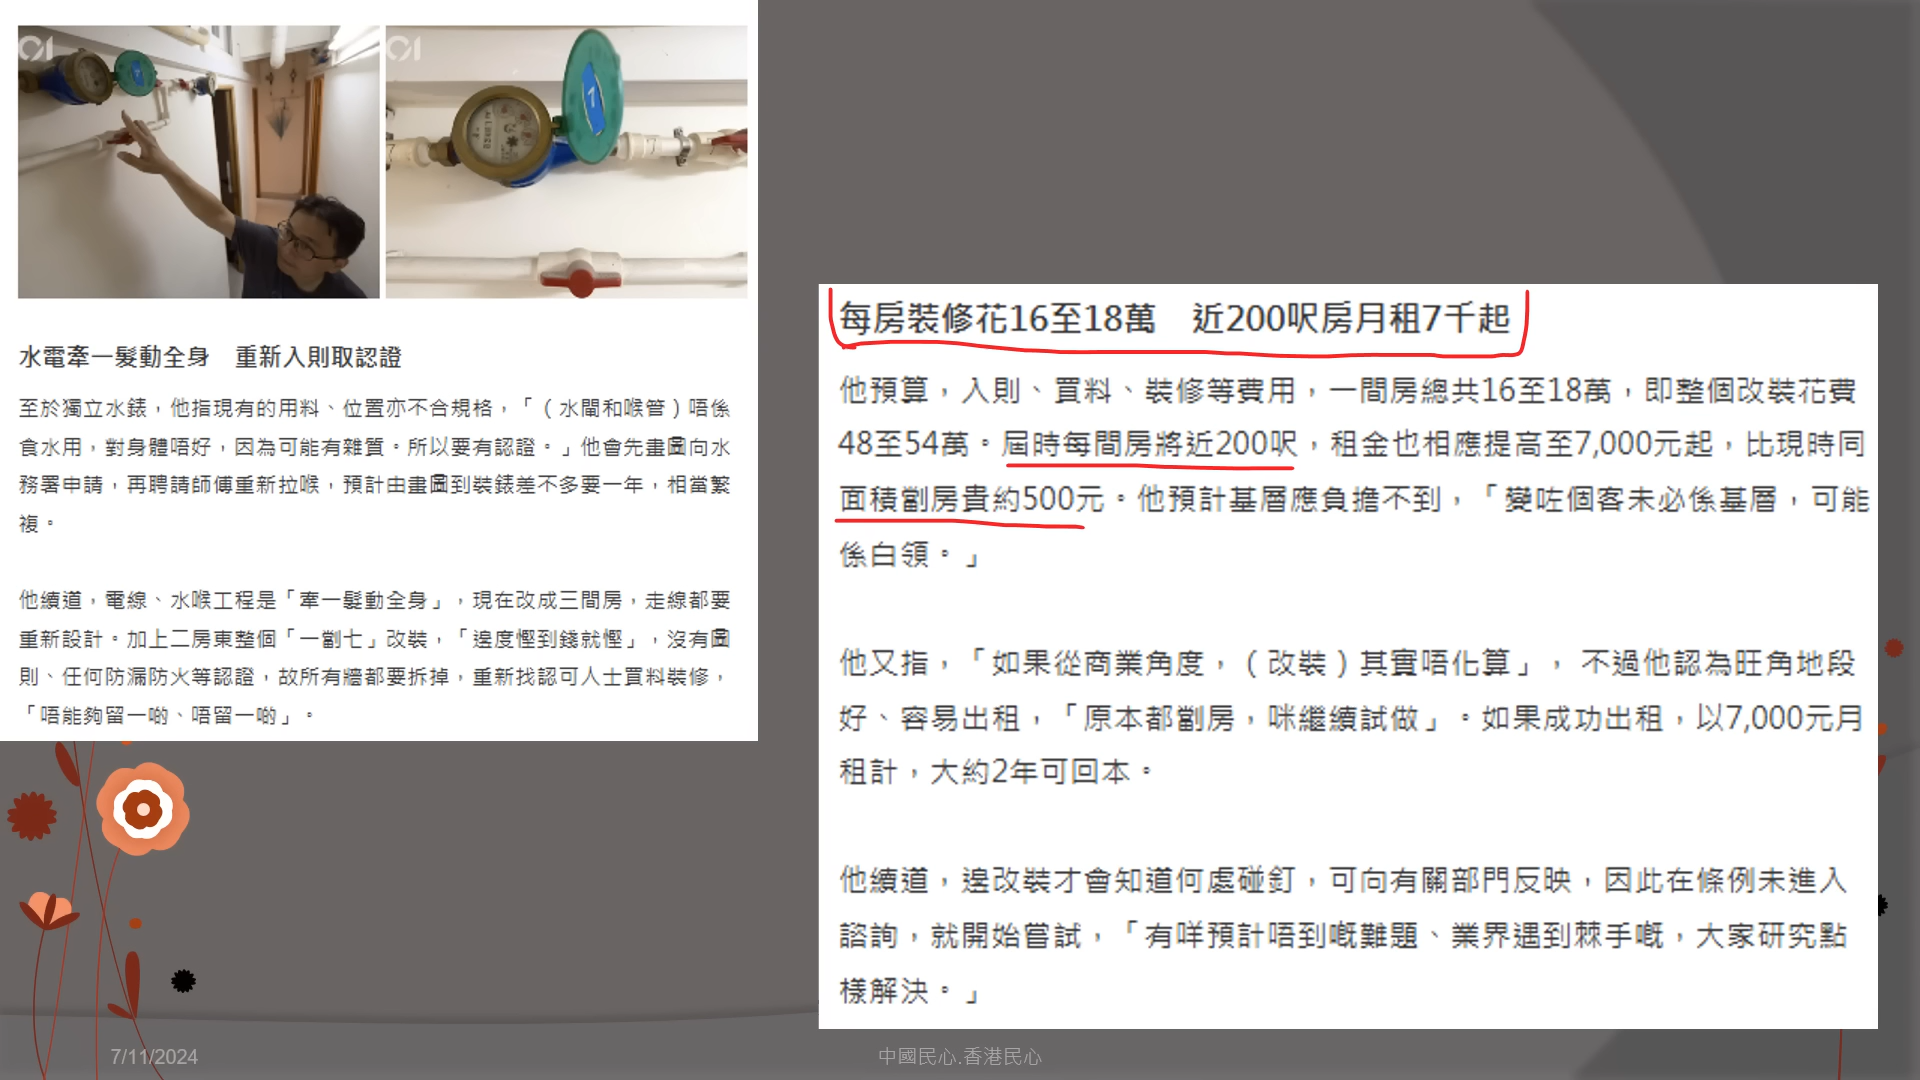 01
01
1
水電牽一髮動全身　重新入則取認證
至於獨立水錶，他指現有的用料、位置亦不合規格，「（水閘和喉管）唔係
食水用，對身體唔好，因為可能有雜質。所以要有認證。」他會先畫圖向水
務署申請，再聘請師傅重新拉喉，預計由畫圖到裝錶差不多要一年，相當繁
複。
他續道，電線、水喉工程是「牽一髮動全身」，現在改成三間房，走線都要
重新設計。加上二房東整個「一劏七」改裝，「邊度慳到錢就慳」，沒有圖
則、任何防漏防火等認證，故所有牆都要拆掉，重新找認可人士買料裝修，
「唔能夠留一啲、唔留一啲」。
每房裝修花16至18萬　近200呎房月租7千起
他預算，入則、買料、裝修等費用，一間房總共16至18萬，即整個改裝花費
48至54萬。屆時每間房將近200呎，租金也相應提高至7,000元起，比現時同
面積劏房貴約500元。他預計基層應負擔不到，「變咗個客未必係基層，可能
係白領。」
他又指，「如果從商業角度，（改裝）其實唔化算」， 不過他認為旺角地段
好、容易出租，「原本都劏房，咪繼續試做」。如果成功出租，以7,000元月
租計，大約2年可回本。
他續道，邊改裝才會知道何處碰釘，可向有關部門反映，因此在條例未進入
諮詢，就開始嘗試，「有咩預計唔到嘅難題、業界遇到棘手嘅，大家研究點
樣解決。」
7/11/2024
中國民心.香港民心